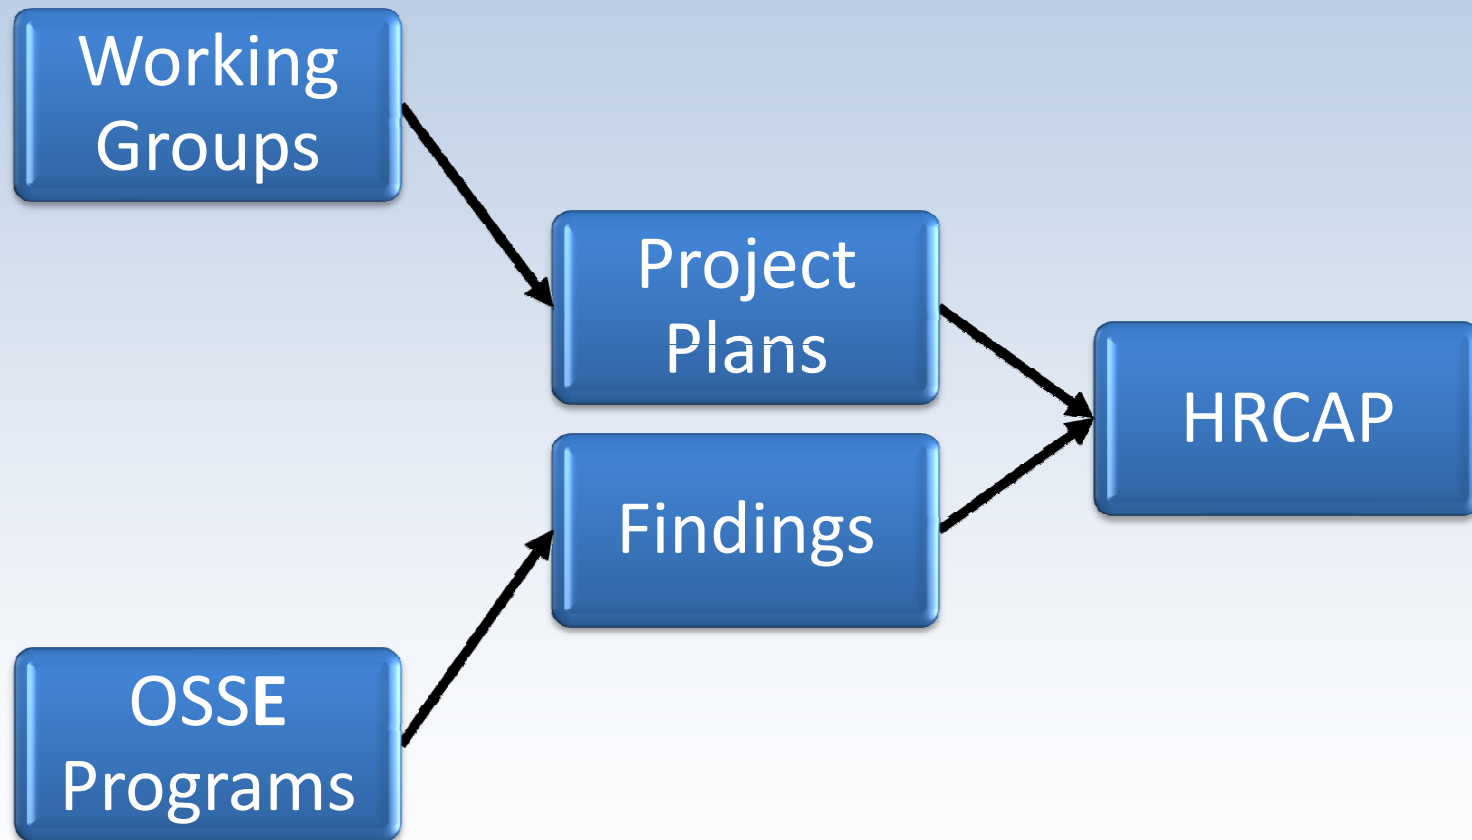 Working
Groups
Project
Plans
HRCAP
Findings
OSSE
Programs